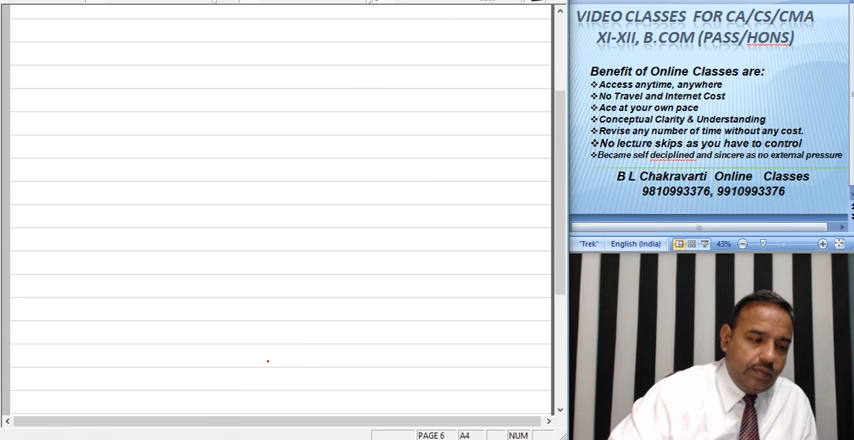 VIDEO CLASSES FOR CA/CS/CMA
XI-XII, B.COM (PASS/HONS)
Benefit of Online Classes are:
❖Access anytime, anywhere
❖No Travel and Internet Cost
❖Ace at your own pace
❖Conceptual Clarity & Understanding
❖Revise any number of time without any cost.
❖No lecture skips as you have to control
❖Became self deciplined and sincere as no external pressure
B L Chakravarti Online Classes
9810993376, 9910993376
"Trek" English (India) 43%
PAGE 6 A4 NUM